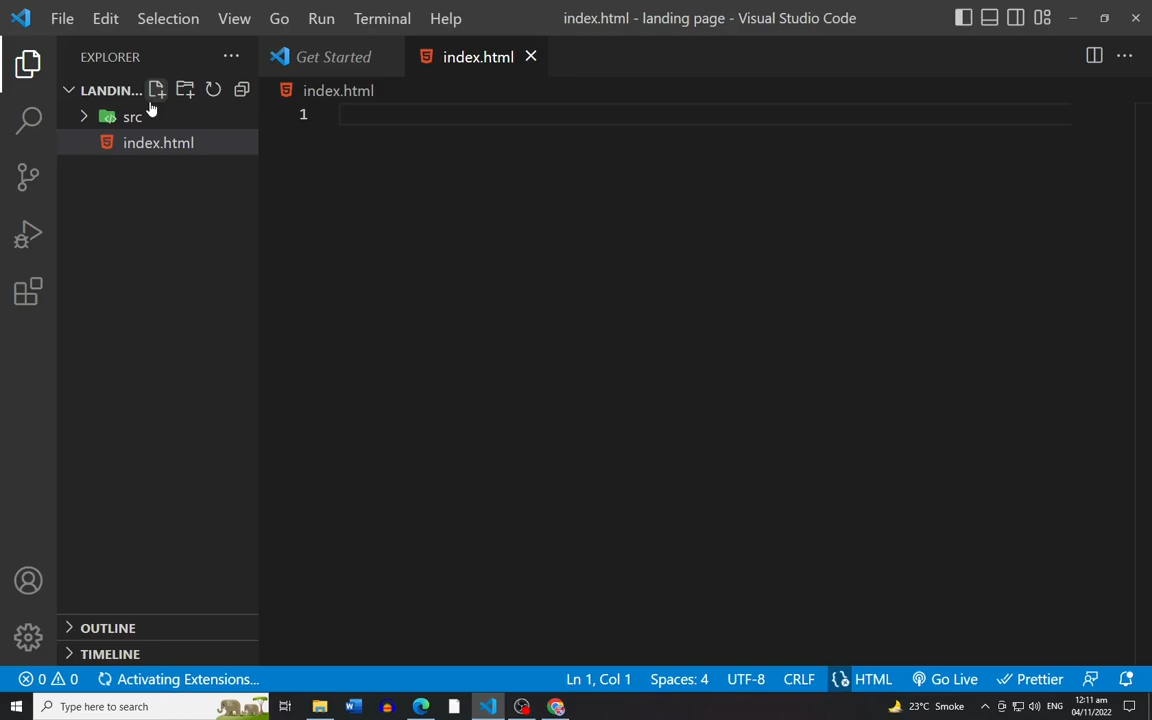 File Edit Selection View Go Run Terminal Help index.html - landing page - Visual Studio Code
EXPLORER Get Started index.html
LANDIN... index.html
src 1
index.html
OUTLINE
TIMELINE
0 0 Activating Extensions... Ln 1, Col 1 Spaces: 4 UTF-8 CRLF HTML Go Live Prettier
Type here to search 23°C Smoke ENG 12:11 am
04/11/2022